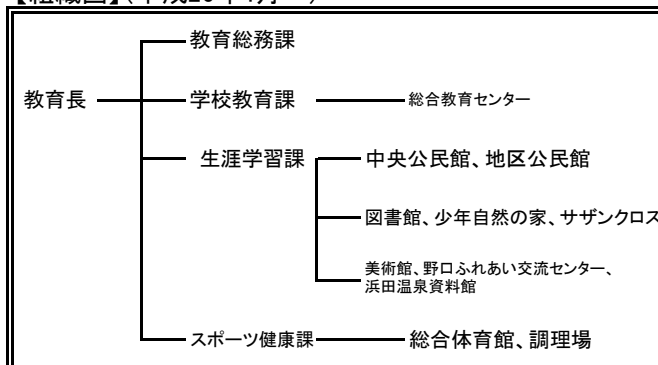 教育総務課
教育長 学校教育課 総合教育センター
生涯学習課 中央公民館、地区公民館
図書館、少年自然の家、サザンクロス
美術館、野口ふれあい交流センター、
浜田温泉資料館
スポーツ健康課 総合体育館、調理場